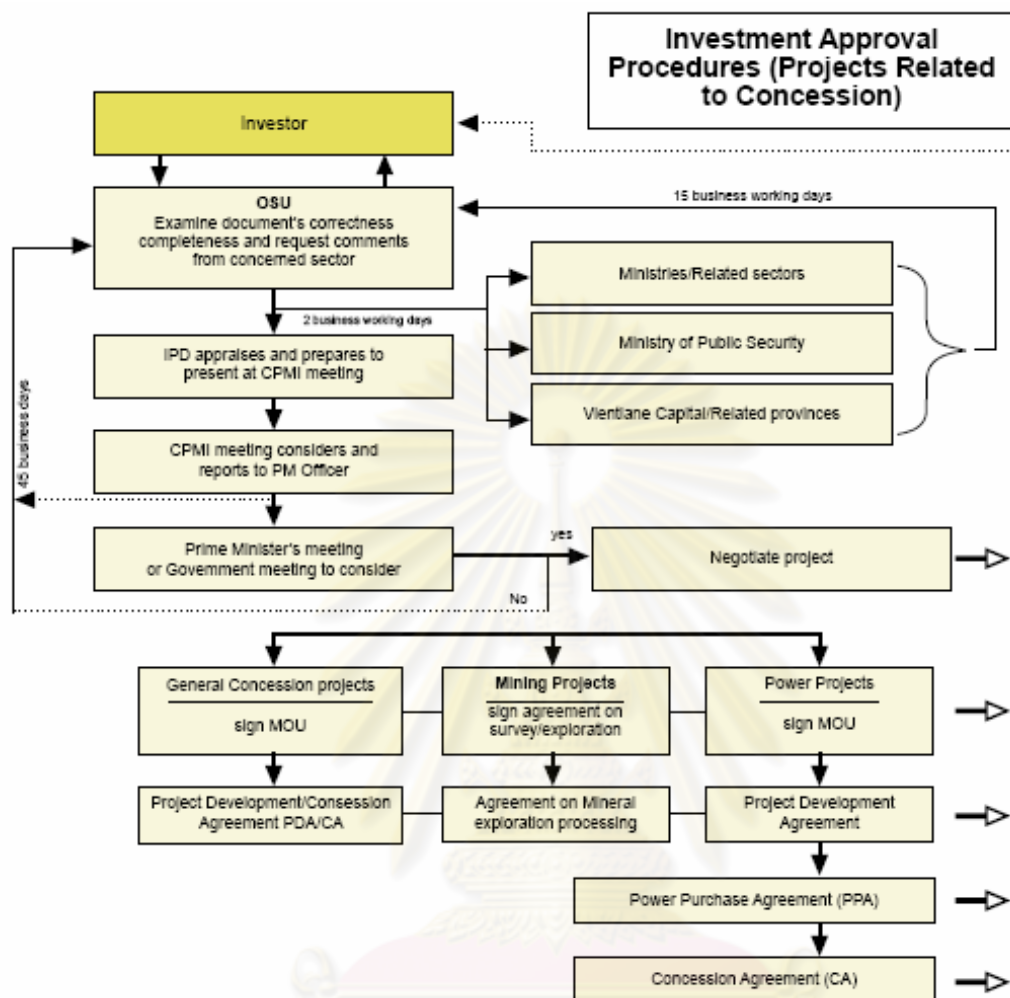 Investment Approval
Procedures (Projects Related
to Concession)
Investor
OSU
Examine document's correctness
completeness and request comments
from concerned sector
15 business working days
2 business working days
Ministries/Related sectors
Ministry of Public Security
Vientiane Capital/Related provinces
IPD appraises and prepares to
present at CPMI meeting
45 business days
CPMI meeting considers and
reports to PM Officer
Prime Minister's meeting
or Government meeting to consider
yes
No
Negotiate project
General Concession projects
sign MOU
Mining Projects
sign agreement on
survey/exploration
Power Projects
sign MOU
Project Development/Consession
Agreement PDA/CA
Agreement on Mineral
exploration processing
Project Development
Agreement
Power Purchase Agreement (PPA)
Concession Agreement (CA)